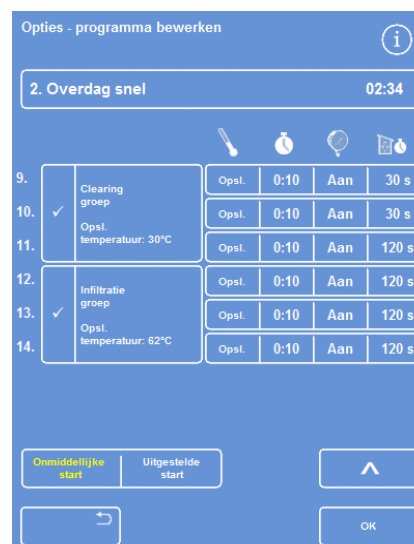 Opties - programma bewerken
i
2. Overdag snel 02:34
9. Opsl. 0:10 Aan 30 s
Clearing
groep
10. ✓ Opsl. 0:10 Aan 30 s
Opsl.
temperatuur: 30°C
11. Opsl. 0:10 Aan 120 s
12. Opsl. 0:10 Aan 120 s
Infiltratie
groep
13. ✓ Opsl. 0:10 Aan 120 s
Opsl.
temperatuur: 62°C
14. Opsl. 0:10 Aan 120 s
Onmiddellijke
start
Uitgestelde
start
OK